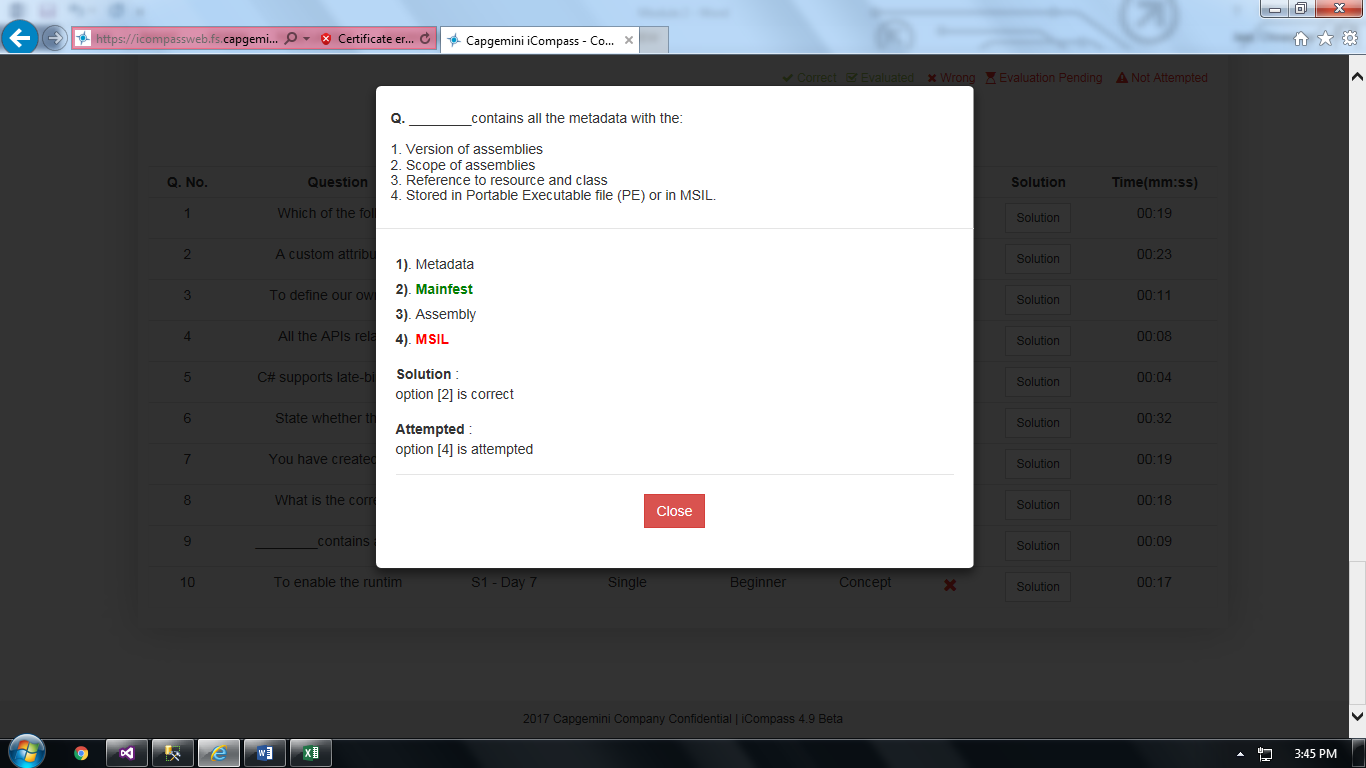 https://icompassweb.fs.capgemi... Certificate er... Capgemini iCompass - Co...
Correct Evaluated Wrong Evaluation Pending Not Attempted
Q. ________contains all the metadata with the:
1. Version of assemblies
2. Scope of assemblies
3. Reference to resource and class
4. Stored in Portable Executable file (PE) or in MSIL.
1). Metadata
2). Mainfest
3). Assembly
4). MSIL
Solution :
option [2] is correct
Attempted :
option [4] is attempted
Close
Q. No. Question Solution Time(mm:ss)
1 Which of the fol Solution 00:19
2 A custom attribu Solution 00:23
3 To define our ow Solution 00:11
4 All the APIs rela Solution 00:08
5 C# supports late-bi Solution 00:04
6 State whether th Solution 00:32
7 You have created Solution 00:19
8 What is the corre Solution 00:18
9 ________contains a Solution 00:09
10 To enable the runtim S1 - Day 7 Single Beginner Concept Solution 00:17
2017 Capgemini Company Confidential | iCompass 4.9 Beta
3:45 PM